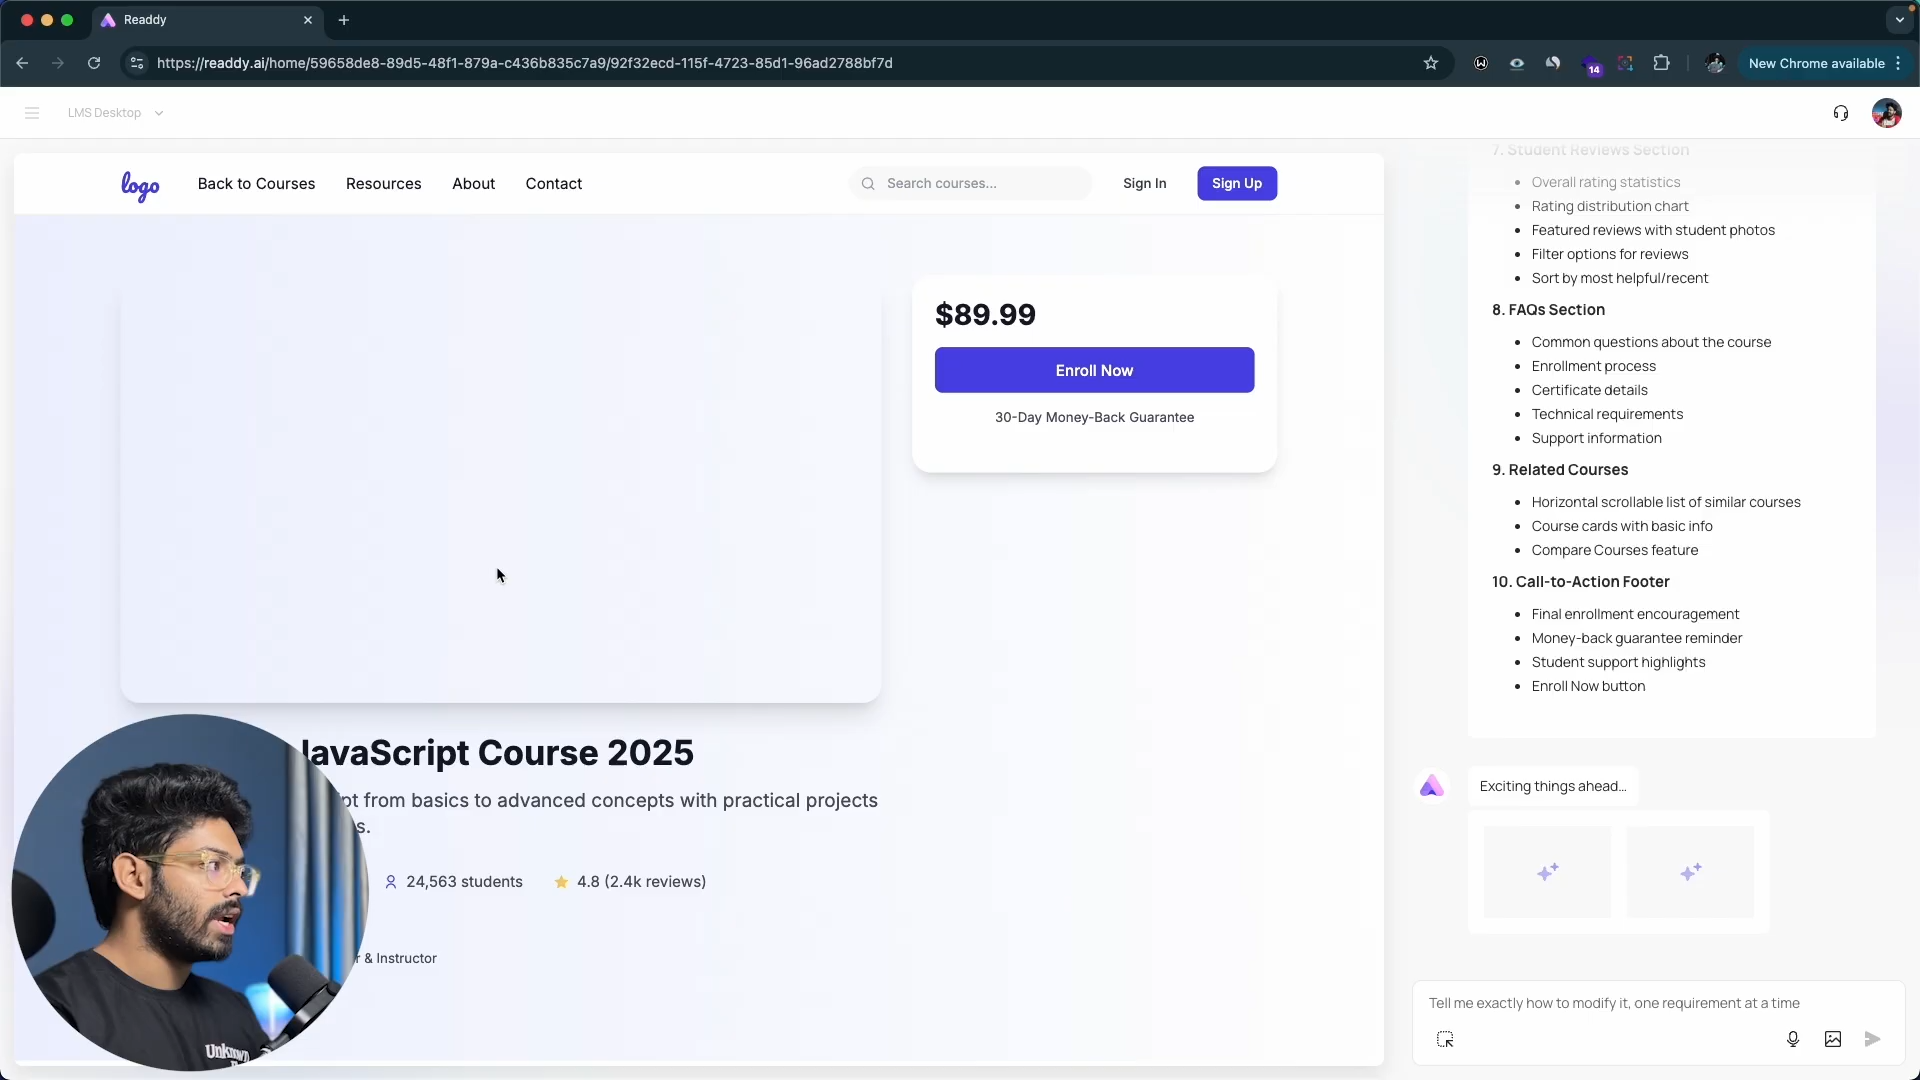 Readdy
https://readdy.ai/home/59658de8-89d5-48f1-879a-c436b835c7a9/92f32ecd-115f-4723-85d1-96ad2788bf7d
14
New Chrome available
LMS Desktop
logo
Back to Courses
Resources
About
Contact
Search courses...
Sign In
Sign Up
$89.99
Enroll Now
30-Day Money-Back Guarantee
JavaScript Course 2025
from basics to advanced concepts with practical projects
24,563 students
4.8 (2.4k reviews)
& Instructor
7. Student Reviews Section
Overall rating statistics
Rating distribution chart
Featured reviews with student photos
Filter options for reviews
Sort by most helpful/recent
8. FAQs Section
Common questions about the course
Enrollment process
Certificate details
Technical requirements
Support information
9. Related Courses
Horizontal scrollable list of similar courses
Course cards with basic info
Compare Courses feature
10. Call-to-Action Footer
Final enrollment encouragement
Money-back guarantee reminder
Student support highlights
Enroll Now button
Exciting things ahead...
Tell me exactly how to modify it, one requirement at a time